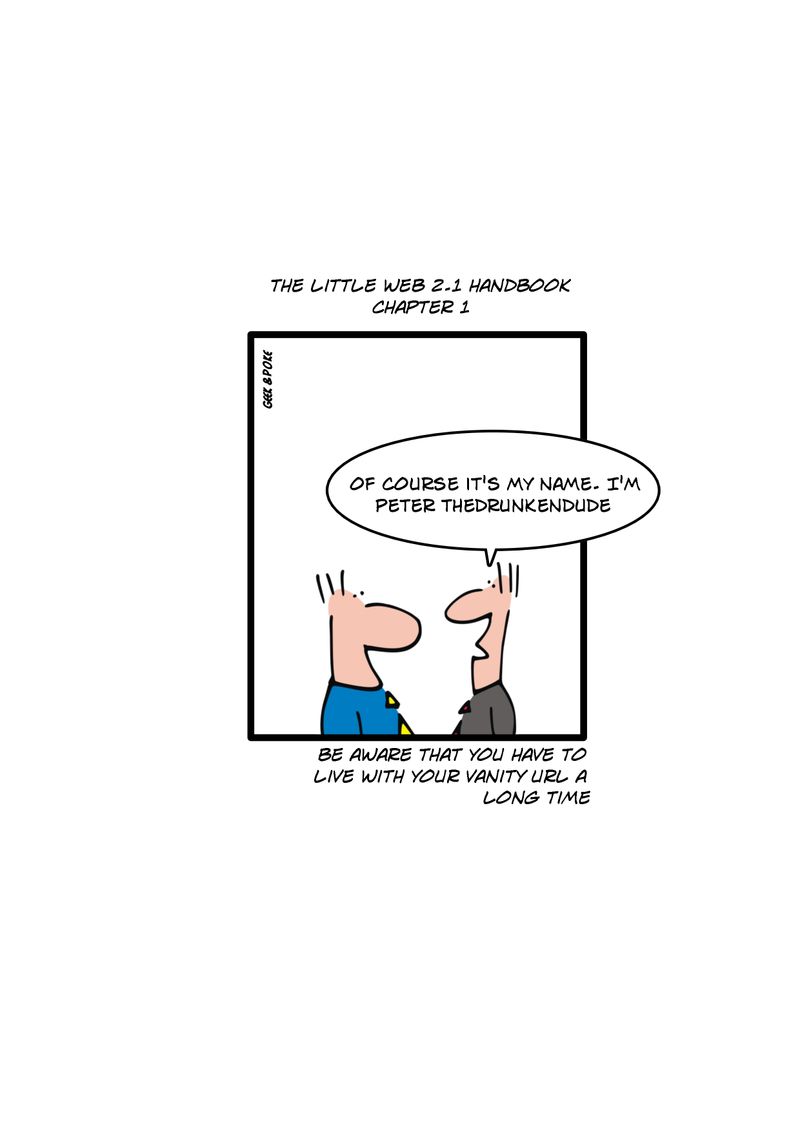 THE LITTLE WEB 2.1 HANDBOOK
CHAPTER 1
GEEK & POKE
OF COURSE IT'S MY NAME. I'M
PETER THEDRUNKENDUDE
BE AWARE THAT YOU HAVE TO
LIVE WITH YOUR VANITY URL A
LONG TIME